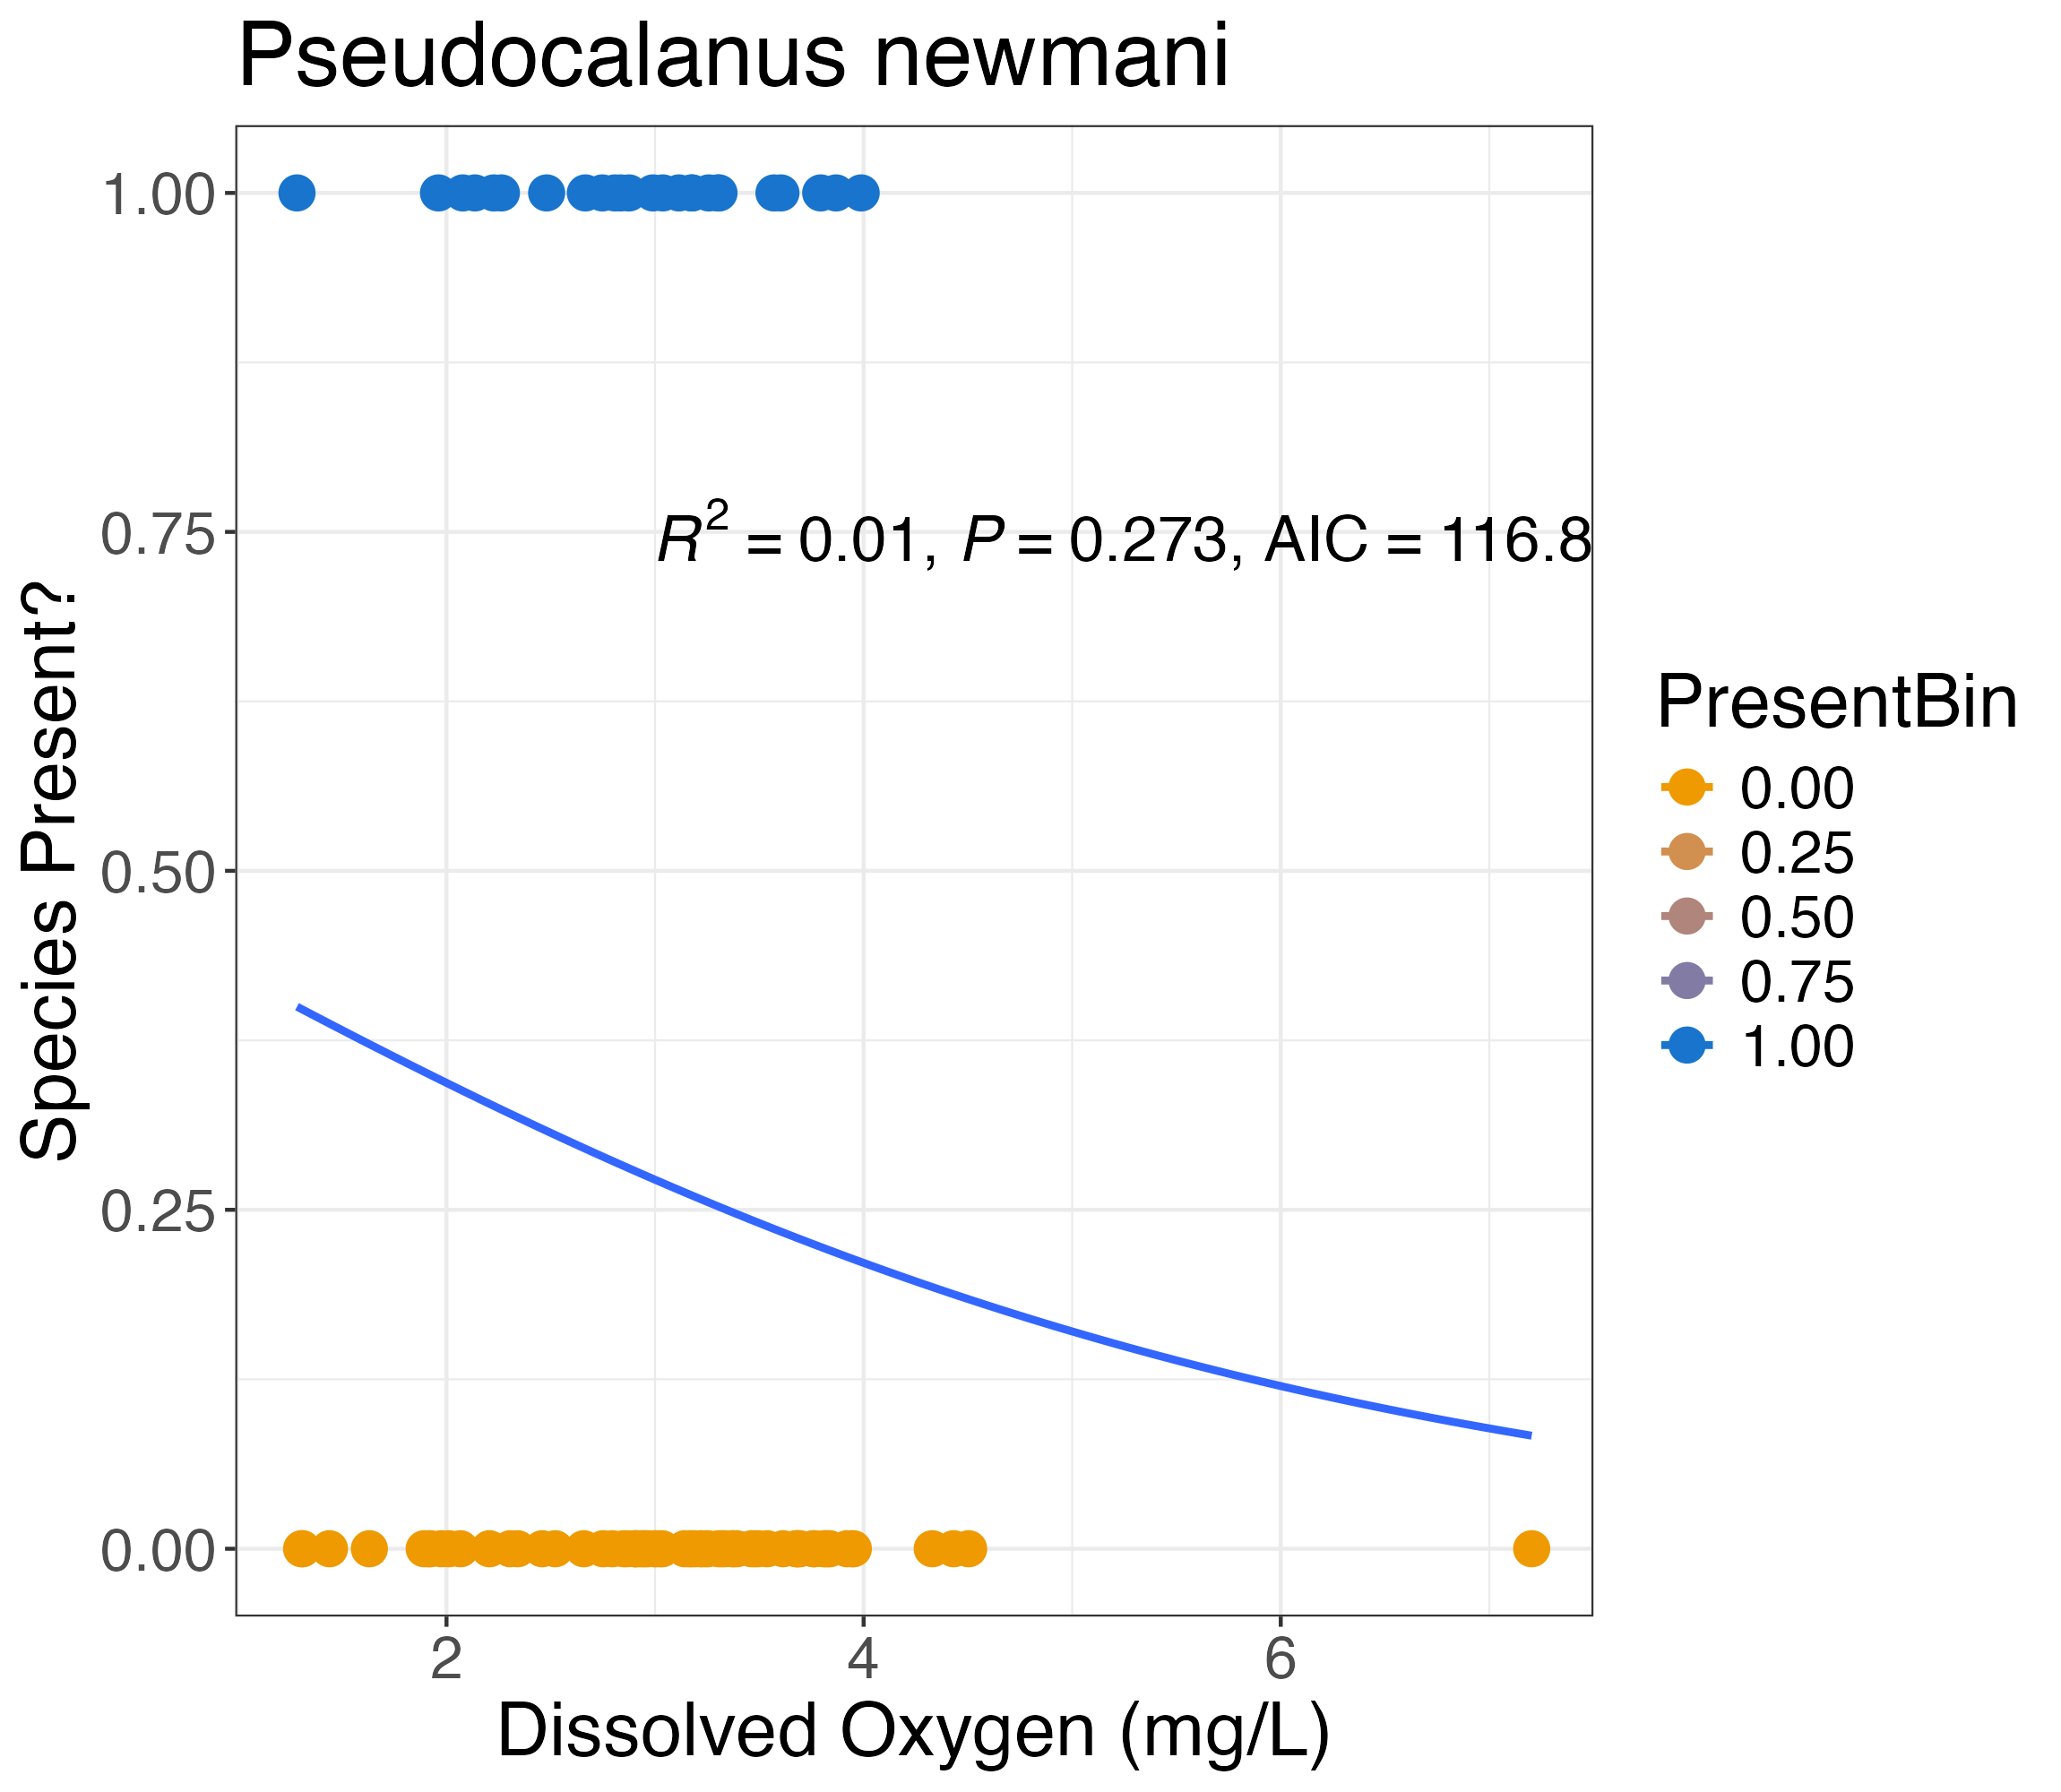 Pseudocalanus newmani
1.00
0.75
0.50
0.25
0.00
Species Present?
R² = 0.01, P = 0.273, AIC = 116.8
2
4
6
Dissolved Oxygen (mg/L)
PresentBin
0.00
0.25
0.50
0.75
1.00